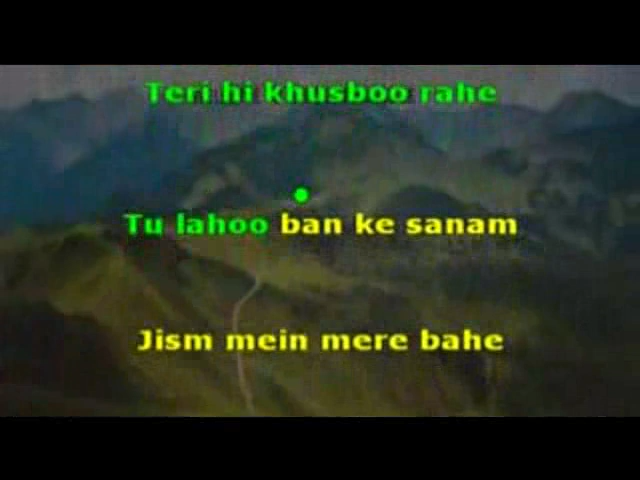 Teri hi khusboo rahe
Tu lahoo ban ke sanam
Jism mein mere bahe